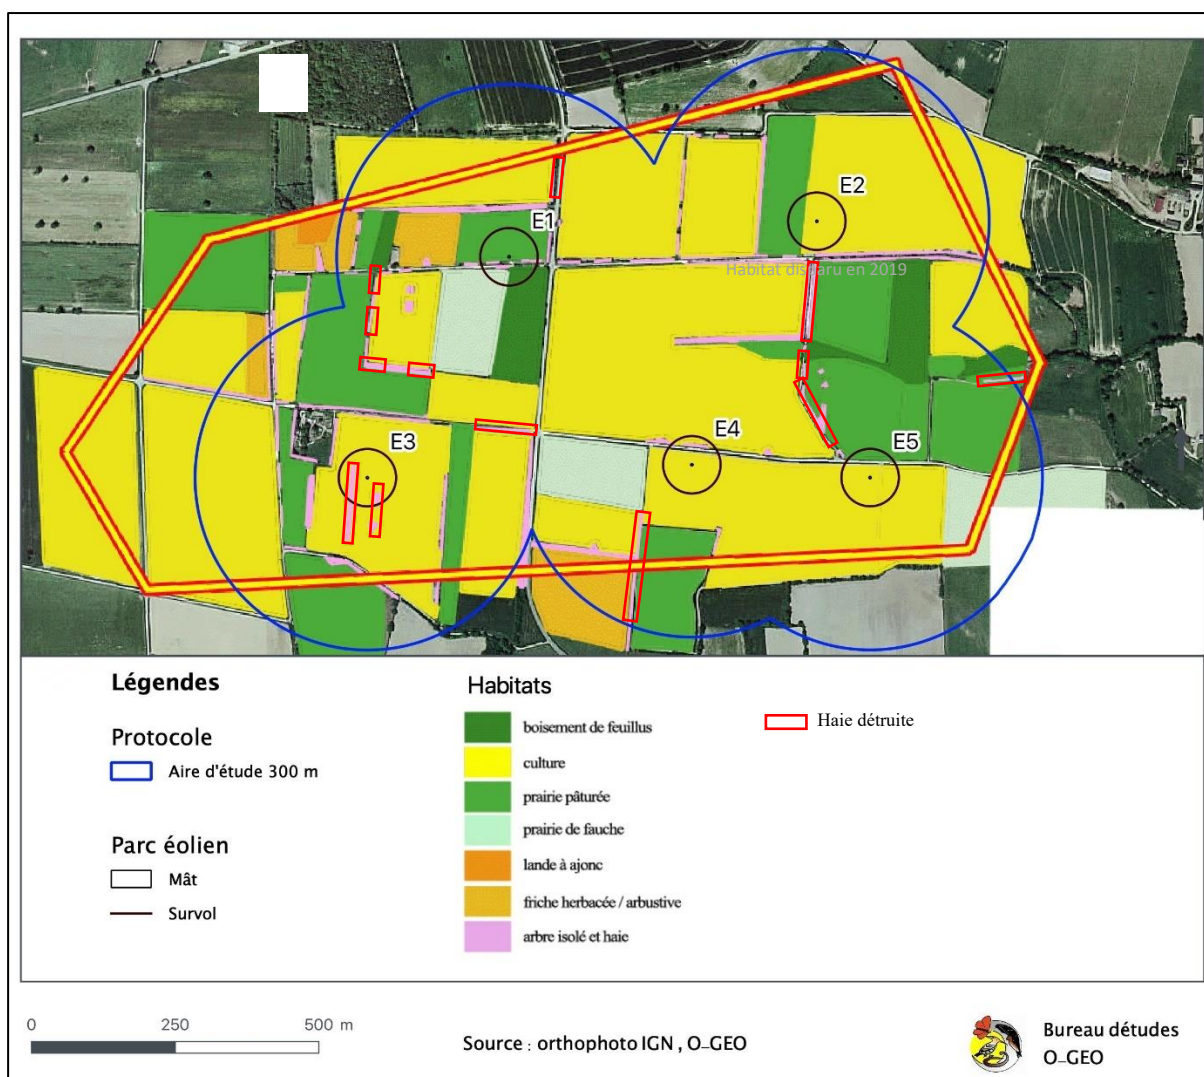 E1
E2
Habitat disparu en 2019
E3
E4
E5
Légendes
Protocole
Aire d'étude 300 m
Parc éolien
Mât
Survol
Habitats
boisement de feuillus
culture
prairie pâturée
prairie de fauche
lande à ajonc
friche herbacée / arbustive
arbre isolé et haie
Haie détruite
0 250 500 m
Source : orthophoto IGN , O_GEO
Bureau détudes
O_GEO